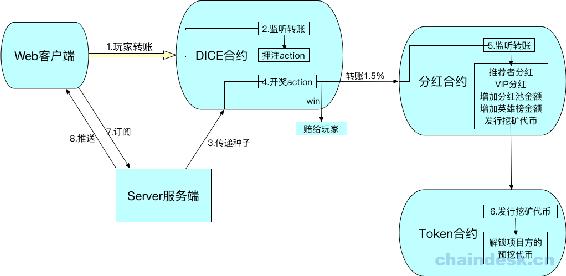 Web客户端
1.玩家转账
DICE合约
2.监听转账
押注action
4.开奖action
win
赔给玩家
转账1.5%
分红合约
5.监听转账
推荐者分红
VIP分红
增加分红池金额
增加英雄榜金额
发行挖矿代币
8.推送
7.订阅
3.传递种子
Server服务端
Token合约
6.发行挖矿代币
解锁项目方的
预挖代币
chaindesk.cn